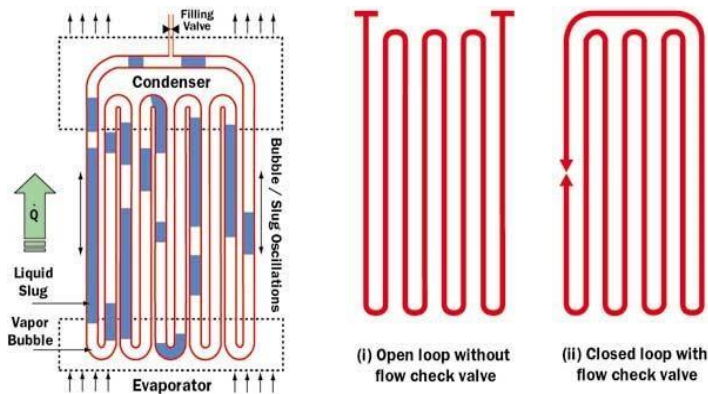 Filling
Valve
Condenser
Q̇
Bubble / Slug Oscillations
Liquid
Slug
Vapor
Bubble
Evaporator
(i) Open loop without
flow check valve
(ii) Closed loop with
flow check valve